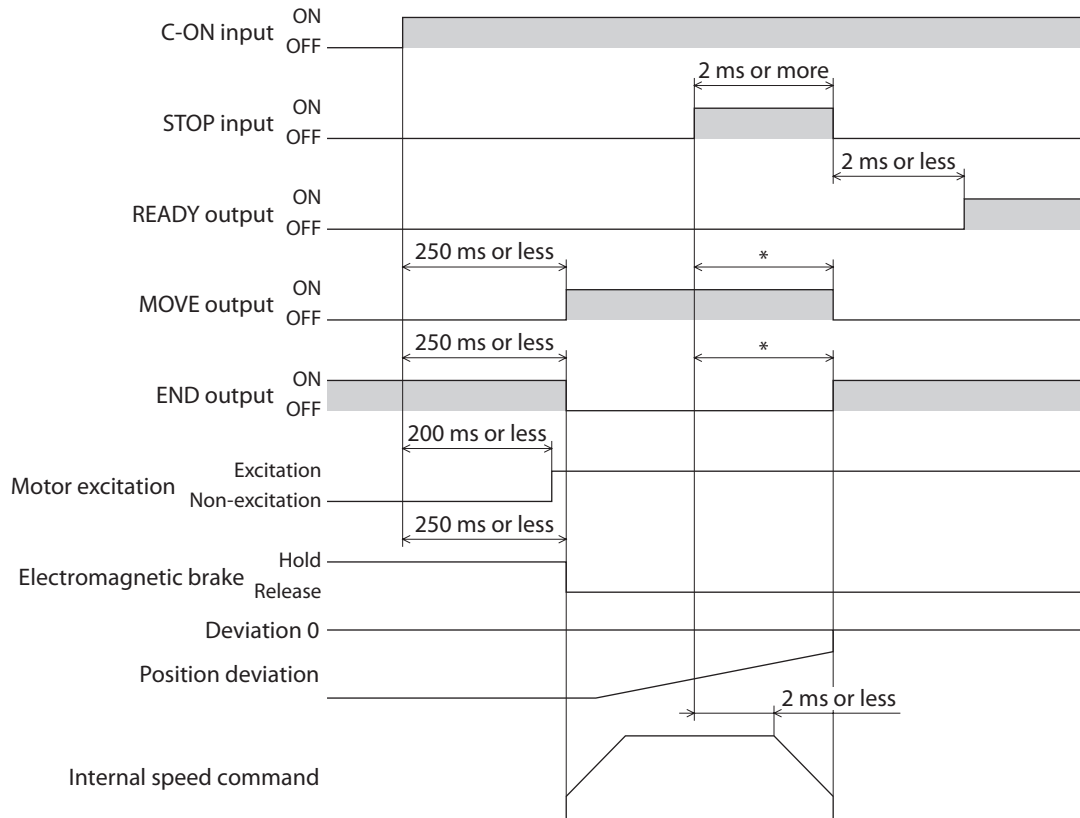 C-ON input
ON
OFF
2 ms or more
STOP input
ON
OFF
2 ms or less
READY output
ON
OFF
250 ms or less
*
MOVE output
ON
OFF
250 ms or less
*
END output
ON
OFF
200 ms or less
Motor excitation
Excitation
Non-excitation
250 ms or less
Electromagnetic brake
Hold
Release
Deviation 0
Position deviation
2 ms or less
Internal speed command